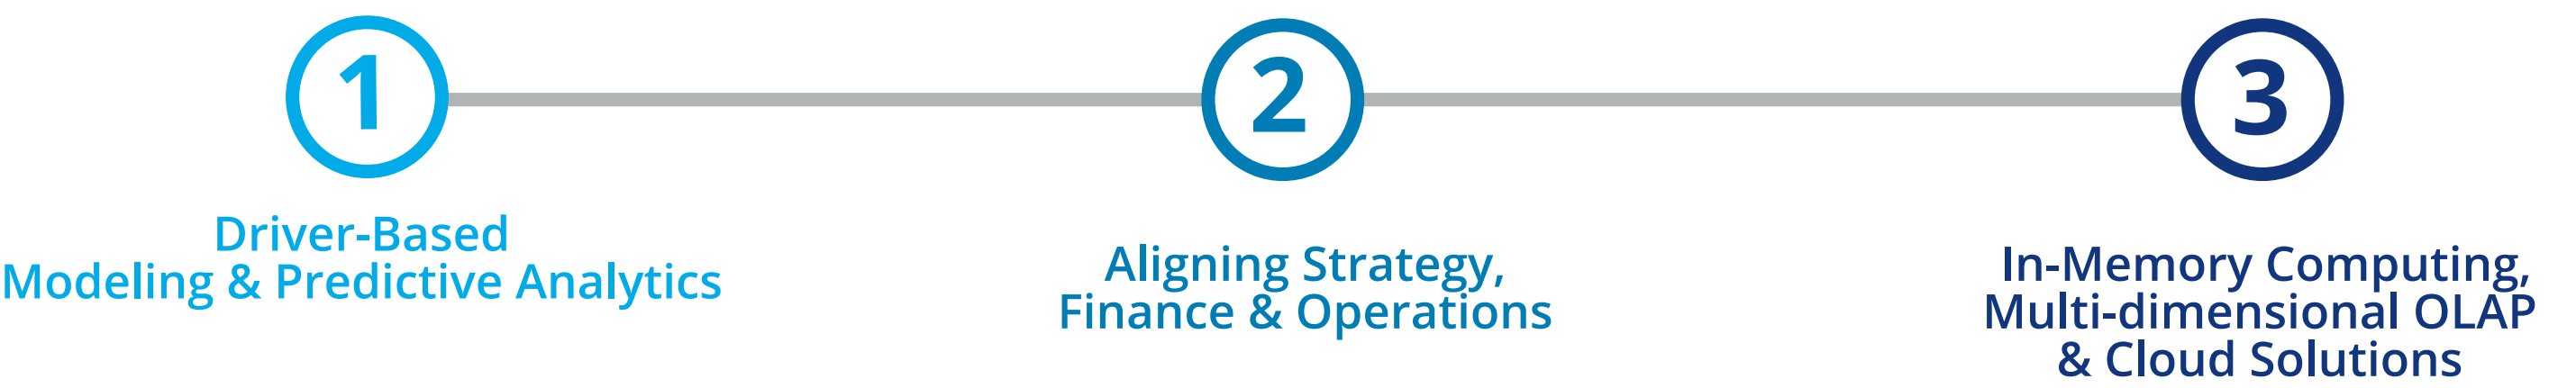 1
2
3
Driver-Based
Modeling & Predictive Analytics
Aligning Strategy,
Finance & Operations
In-Memory Computing,
Multi-dimensional OLAP
& Cloud Solutions